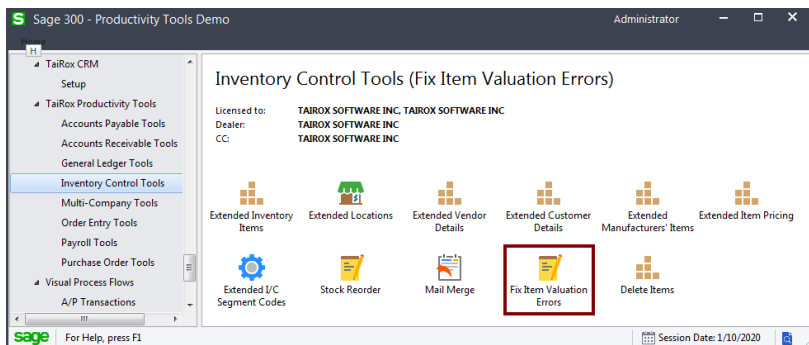 S Sage 300 - Productivity Tools Demo Administrator
Home
H
TaiRox CRM
Setup
TaiRox Productivity Tools
Accounts Payable Tools
Accounts Receivable Tools
General Ledger Tools
Inventory Control Tools
Multi-Company Tools
Order Entry Tools
Payroll Tools
Purchase Order Tools
Visual Process Flows
A/P Transactions
Inventory Control Tools (Fix Item Valuation Errors)
Licensed to: TAIROX SOFTWARE INC, TAIROX SOFTWARE INC
Dealer: TAIROX SOFTWARE INC
CC: TAIROX SOFTWARE INC
Extended Inventory
Items
Extended Locations
Extended Vendor
Details
Extended Customer
Details
Extended
Manufacturers' Items
Extended Item Pricing
Extended I/C
Segment Codes
Stock Reorder
Mail Merge
Fix Item Valuation
Errors
Delete Items
sage For Help, press F1 Session Date: 1/10/2020